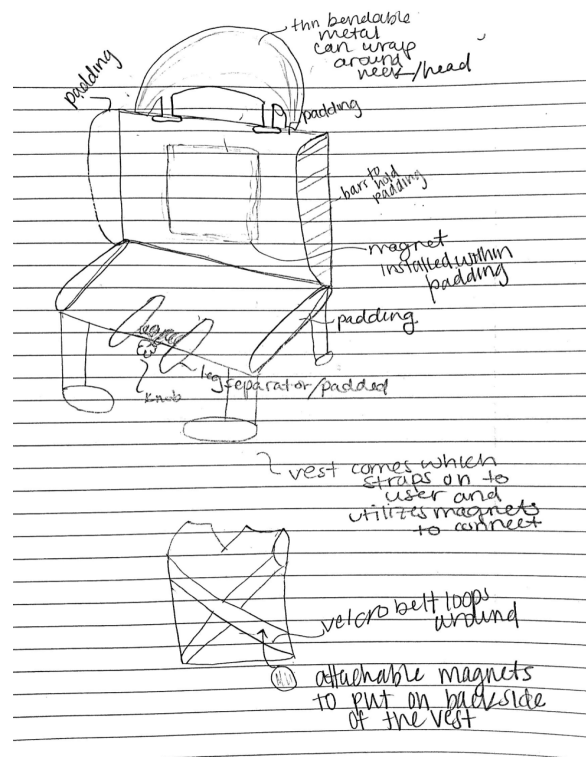 thn bendable
metal
can wrap
around
neck/head
padding
padding
bars to
hold
padding
magnet
installed within
padding
padding
knob
leg separator/padded
vest comes which
straps on to
user and
utilizes magnets
to connect
velcro belt loops
around
attachable magnets
to put on backside
of the vest